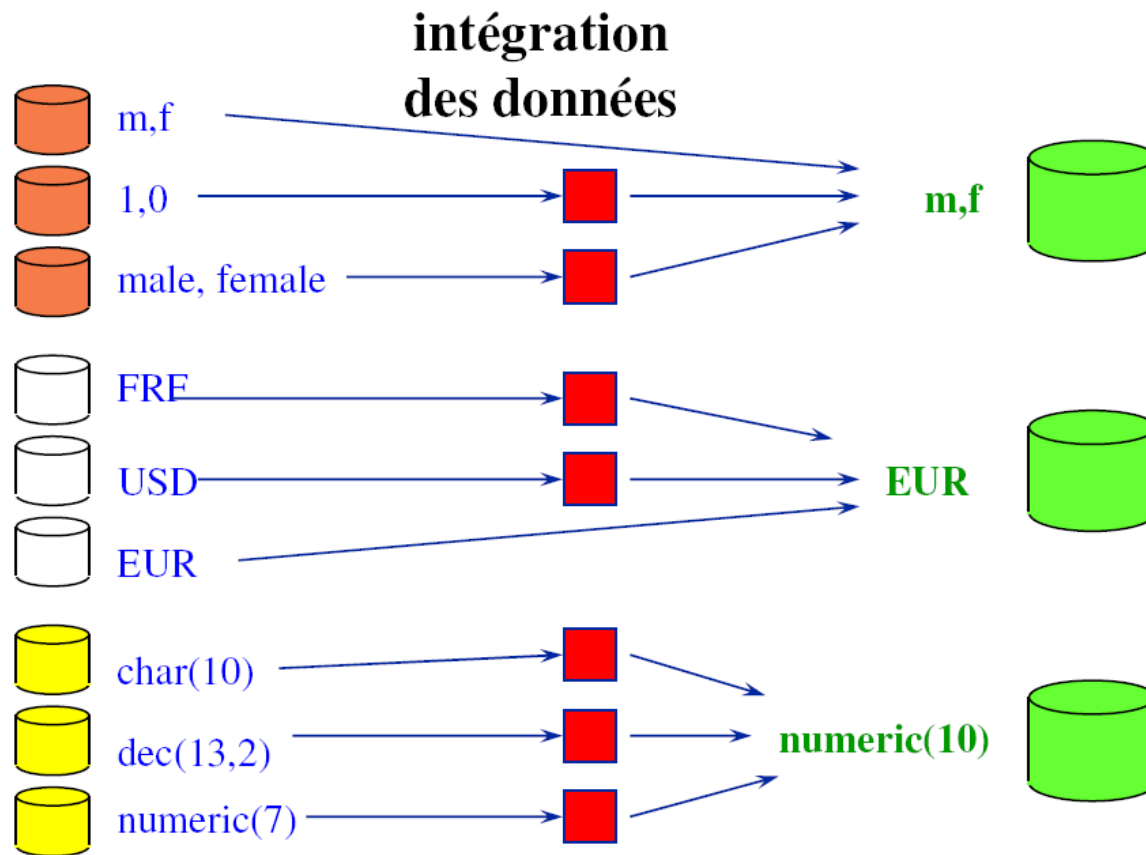 intégration
des données
m,f
1,0
m,f
male, female
FRF
USD
EUR
EUR
char(10)
dec(13,2)
numeric(10)
numeric(7)